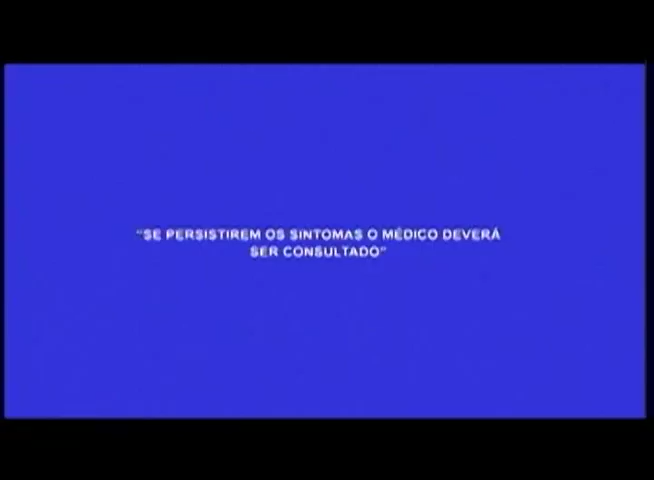 "SE PERSISTIREM OS SINTOMAS O MÉDICO DEVERÁ
SER CONSULTADO"